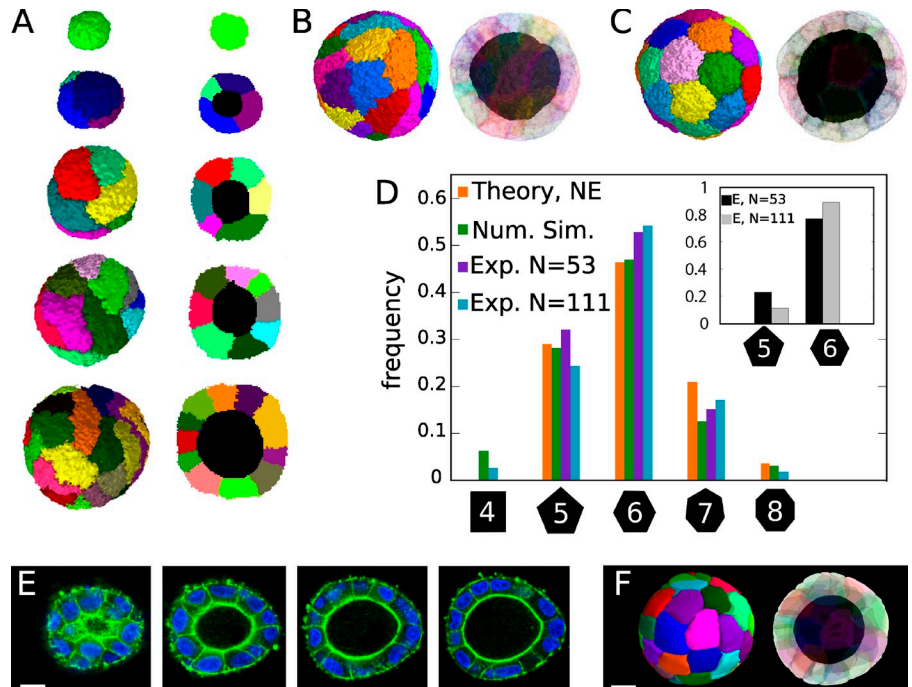 A
B
C
D
0.6
0.5
0.4
0.3
0.2
0.1
0
frequency
Theory, NE
Num. Sim.
Exp. N=53
Exp. N=111
1
0.8
0.6
0.4
0.2
0
E, N=53
E, N=111
5
6
4
5
6
7
8
E
F